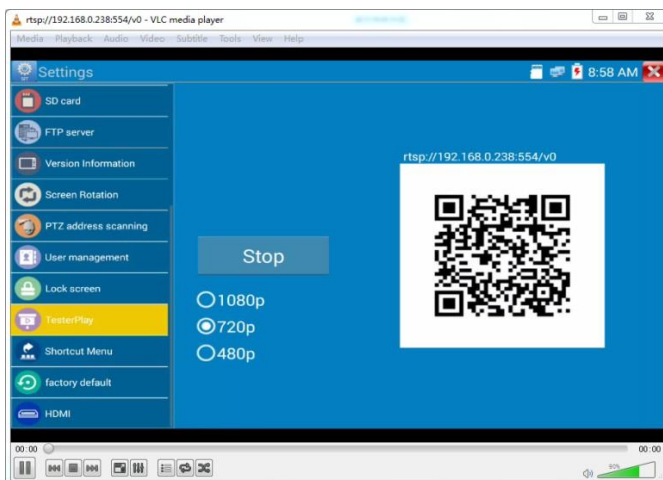 rtsp://192.168.0.238:554/v0 - VLC media player
Media Playback Audio Video Subtitle Tools View Help
Settings
8:58 AM
SD card
FTP server
Version Information
Screen Rotation
PTZ address scanning
User management
Lock screen
TesterPlay
Shortcut Menu
factory default
HDMI
Stop
1080p
720p
480p
rtsp://192.168.0.238:554/v0
00:00
00:00